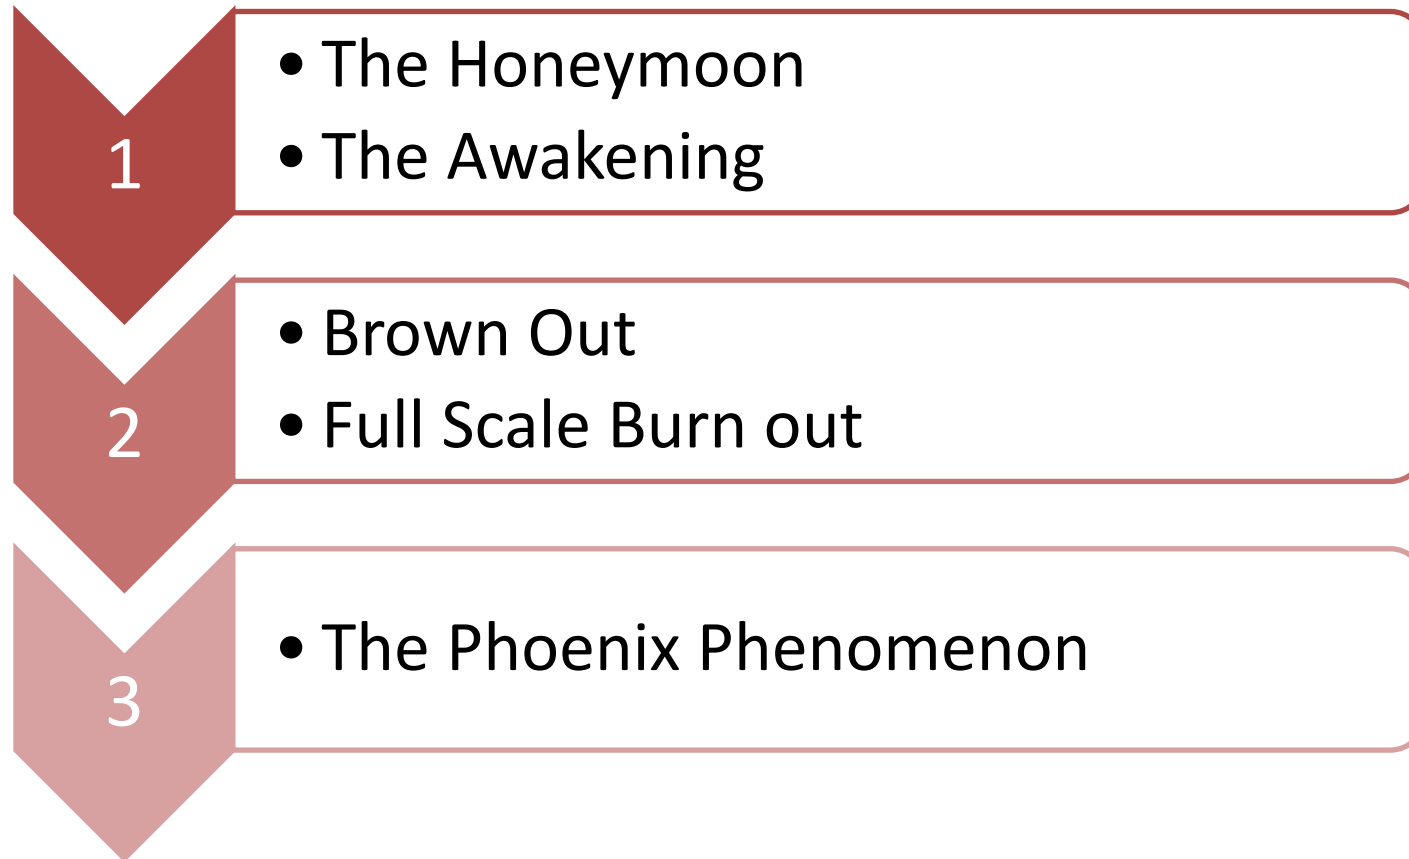 1
• The Honeymoon
• The Awakening
2
• Brown Out
• Full Scale Burn out
3
• The Phoenix Phenomenon